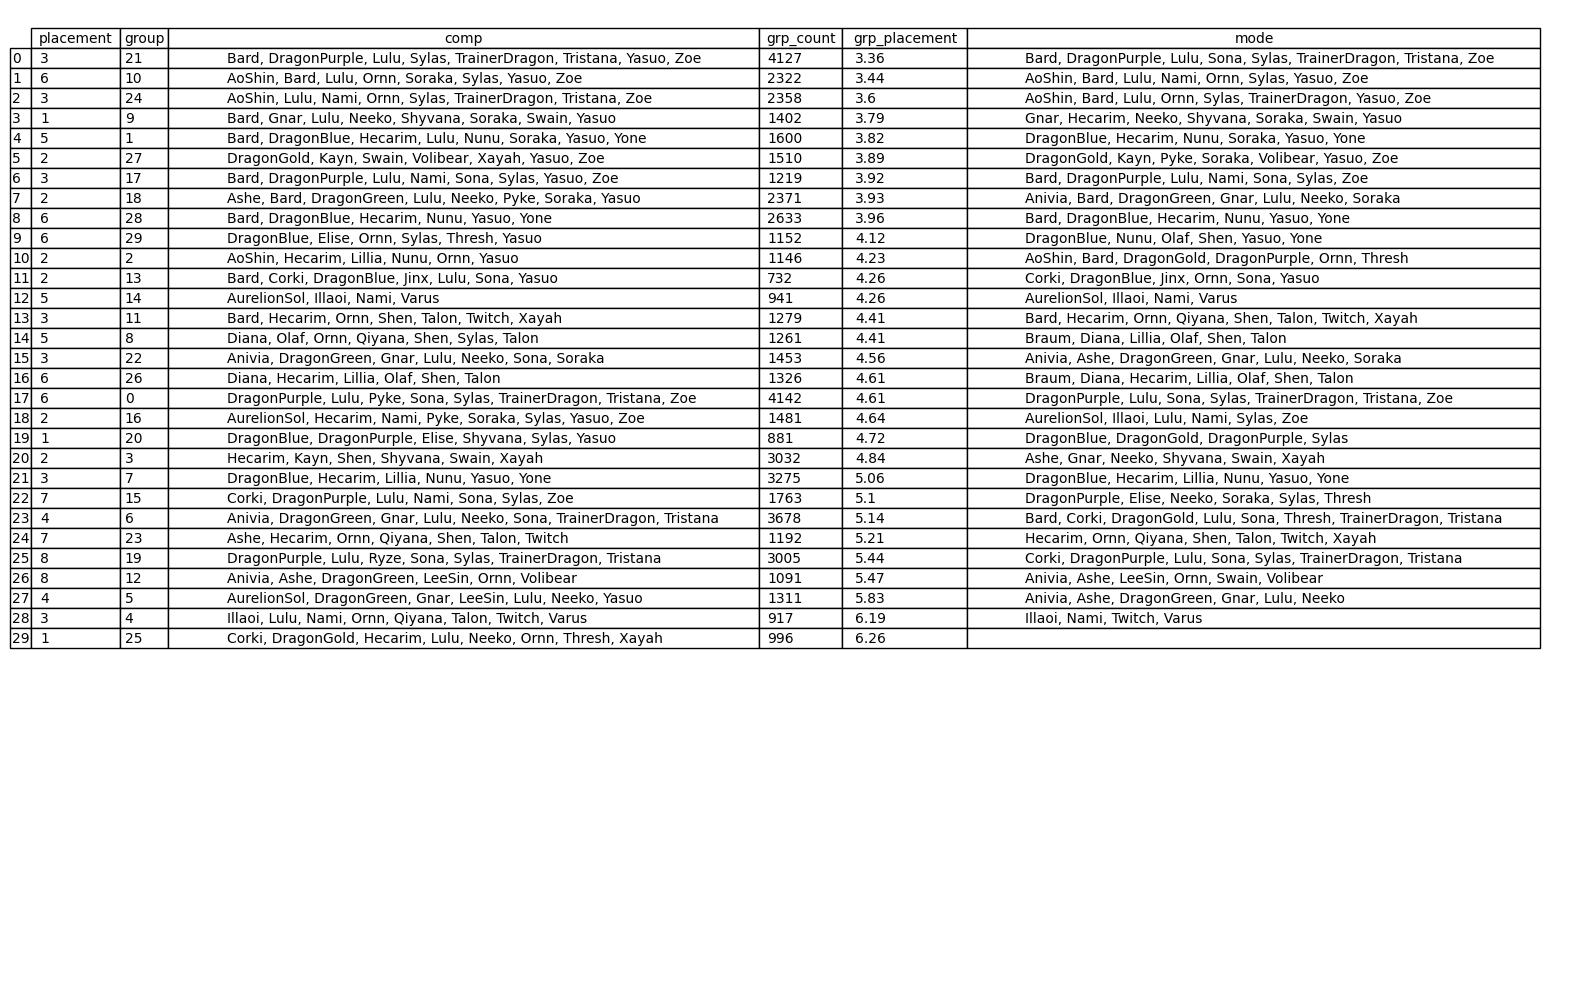 placement group comp grp_count grp_placement mode
0 3 21 Bard, DragonPurple, Lulu, Sylas, TrainerDragon, Tristana, Yasuo, Zoe 4127 3.36 Bard, DragonPurple, Lulu, Sona, Sylas, TrainerDragon, Tristana, Zoe
1 6 10 AoShin, Bard, Lulu, Ornn, Soraka, Sylas, Yasuo, Zoe 2322 3.44 AoShin, Bard, Lulu, Nami, Ornn, Sylas, Yasuo, Zoe
2 3 24 AoShin, Lulu, Nami, Ornn, Sylas, TrainerDragon, Tristana, Zoe 2358 3.6 AoShin, Bard, Lulu, Ornn, Sylas, TrainerDragon, Yasuo, Zoe
3 1 9 Bard, Gnar, Lulu, Neeko, Shyvana, Soraka, Swain, Yasuo 1402 3.79 Gnar, Hecarim, Neeko, Shyvana, Soraka, Swain, Yasuo
4 5 1 Bard, DragonBlue, Hecarim, Lulu, Nunu, Soraka, Yasuo, Yone 1600 3.82 DragonBlue, Hecarim, Nunu, Soraka, Yasuo, Yone
5 2 27 DragonGold, Kayn, Swain, Volibear, Xayah, Yasuo, Zoe 1510 3.89 DragonGold, Kayn, Pyke, Soraka, Volibear, Yasuo, Zoe
6 3 17 Bard, DragonPurple, Lulu, Nami, Sona, Sylas, Yasuo, Zoe 1219 3.92 Bard, DragonPurple, Lulu, Nami, Sona, Sylas, Zoe
7 2 18 Ashe, Bard, DragonGreen, Lulu, Neeko, Pyke, Soraka, Yasuo 2371 3.93 Anivia, Bard, DragonGreen, Gnar, Lulu, Neeko, Soraka
8 6 28 Bard, DragonBlue, Hecarim, Nunu, Yasuo, Yone 2633 3.96 Bard, DragonBlue, Hecarim, Nunu, Yasuo, Yone
9 6 29 DragonBlue, Elise, Ornn, Sylas, Thresh, Yasuo 1152 4.12 DragonBlue, Nunu, Olaf, Shen, Yasuo, Yone
10 2 2 AoShin, Hecarim, Lillia, Nunu, Ornn, Yasuo 1146 4.23 AoShin, Bard, DragonGold, DragonPurple, Ornn, Thresh
11 2 13 Bard, Corki, DragonBlue, Jinx, Lulu, Sona, Yasuo 732 4.26 Corki, DragonBlue, Jinx, Ornn, Sona, Yasuo
12 5 14 AurelionSol, Illaoi, Nami, Varus 941 4.26 AurelionSol, Illaoi, Nami, Varus
13 3 11 Bard, Hecarim, Ornn, Shen, Talon, Twitch, Xayah 1279 4.41 Bard, Hecarim, Ornn, Qiyana, Shen, Talon, Twitch, Xayah
14 5 8 Diana, Olaf, Ornn, Qiyana, Shen, Sylas, Talon 1261 4.41 Braum, Diana, Lillia, Olaf, Shen, Talon
15 3 22 Anivia, DragonGreen, Gnar, Lulu, Neeko, Sona, Soraka 1453 4.56 Anivia, Ashe, DragonGreen, Gnar, Lulu, Neeko, Soraka
16 6 26 Diana, Hecarim, Lillia, Olaf, Shen, Talon 1326 4.61 Braum, Diana, Hecarim, Lillia, Olaf, Shen, Talon
17 6 0 DragonPurple, Lulu, Pyke, Sona, Sylas, TrainerDragon, Tristana, Zoe 4142 4.61 DragonPurple, Lulu, Sona, Sylas, TrainerDragon, Tristana, Zoe
18 2 16 AurelionSol, Hecarim, Nami, Pyke, Soraka, Sylas, Yasuo, Zoe 1481 4.64 AurelionSol, Illaoi, Lulu, Nami, Sylas, Zoe
19 1 20 DragonBlue, DragonPurple, Elise, Shyvana, Sylas, Yasuo 881 4.72 DragonBlue, DragonGold, DragonPurple, Sylas
20 2 3 Hecarim, Kayn, Shen, Shyvana, Swain, Xayah 3032 4.84 Ashe, Gnar, Neeko, Shyvana, Swain, Xayah
21 3 7 DragonBlue, Hecarim, Lillia, Nunu, Yasuo, Yone 3275 5.06 DragonBlue, Hecarim, Lillia, Nunu, Yasuo, Yone
22 7 15 Corki, DragonPurple, Lulu, Nami, Sona, Sylas, Zoe 1763 5.1 DragonPurple, Elise, Neeko, Soraka, Sylas, Thresh
23 4 6 Anivia, DragonGreen, Gnar, Lulu, Neeko, Sona, TrainerDragon, Tristana 3678 5.14 Bard, Corki, DragonGold, Lulu, Sona, Thresh, TrainerDragon, Tristana
24 7 23 Ashe, Hecarim, Ornn, Qiyana, Shen, Talon, Twitch 1192 5.21 Hecarim, Ornn, Qiyana, Shen, Talon, Twitch, Xayah
25 8 19 DragonPurple, Lulu, Ryze, Sona, Sylas, TrainerDragon, Tristana 3005 5.44 Corki, DragonPurple, Lulu, Sona, Sylas, TrainerDragon, Tristana
26 8 12 Anivia, Ashe, DragonGreen, LeeSin, Ornn, Volibear 1091 5.47 Anivia, Ashe, LeeSin, Ornn, Swain, Volibear
27 4 5 AurelionSol, DragonGreen, Gnar, LeeSin, Lulu, Neeko, Yasuo 1311 5.83 Anivia, Ashe, DragonGreen, Gnar, Lulu, Neeko
28 3 4 Illaoi, Lulu, Nami, Ornn, Qiyana, Talon, Twitch, Varus 917 6.19 Illaoi, Nami, Twitch, Varus
29 1 25 Corki, DragonGold, Hecarim, Lulu, Neeko, Ornn, Thresh, Xayah 996 6.26